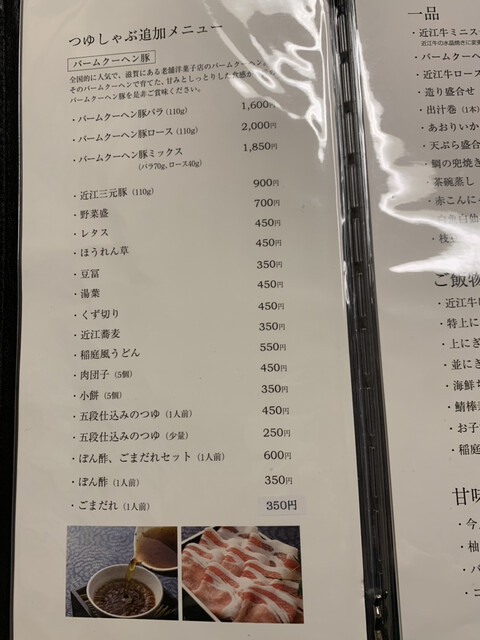 つゆしゃぶ追加メニュー
バームクーヘン豚
全国的に人気で、滋賀にある老舗洋菓子店のバームクーヘン
そのバームクーヘンで育てた、甘みとしっとりした食感が
バームクーヘン豚を是非ご賞味ください。
・バームクーヘン豚バラ (110g) 1,600円
・バームクーヘン豚ロース (110g) 2,000円
・バームクーヘン豚ミックス 1,850円
(バラ70g,ロース40g)
・近江三元豚 (110g) 900円
・野菜盛 700円
・レタス 450円
・ほうれん草 450円
・豆冨 350円
・湯葉 450円
・くず切り 450円
・近江蕎麦 350円
・稲庭風うどん 550円
・肉団子 (5個) 450円
・小餅 (5個) 350円
・五段仕込みのつゆ (1人前) 450円
・五段仕込みのつゆ (少量) 250円
・ぽん酢、ごまだれセット (1人前) 600円
・ぽん酢 (1人前) 350円
・ごまだれ (1人前) 350円
一品
・近江牛ミニス
・バームクーヘ
・近江牛ロース
・造り盛合せ
・出汁巻 (1本)
・あおりいか
・天ぷら盛合
・鯛の兜焼き
・茶碗蒸し
・赤こんに
・枝
ご飯物
・近江牛
・特上に
・上にぎ
・並にぎ
・海鮮
・鯖棒
・お子
・稲庭
甘味
・今
・柚
・バ
・コ